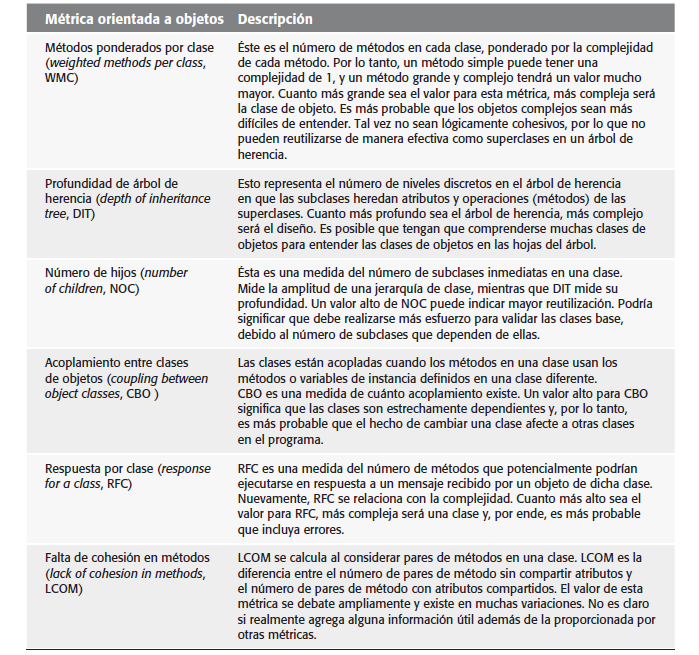 Métrica orientada a objetos Descripción
Métodos ponderados por clase
(weighted methods per class,
WMC)
Éste es el número de métodos en cada clase, ponderado por la complejidad
de cada método. Por lo tanto, un método simple puede tener una
complejidad de 1, y un método grande y complejo tendrá un valor mucho
mayor. Cuanto más grande sea el valor para esta métrica, más compleja será
la clase de objeto. Es más probable que los objetos complejos sean más
difíciles de entender. Tal vez no sean lógicamente cohesivos, por lo que no
pueden reutilizarse de manera efectiva como superclases en un árbol de
herencia.
Profundidad de árbol de
herencia (depth of inheritance
tree, DIT)
Esto representa el número de niveles discretos en el árbol de herencia
en que las subclases heredan atributos y operaciones (métodos) de las
superclases. Cuanto más profundo sea el árbol de herencia, más complejo
será el diseño. Es posible que tengan que comprenderse muchas clases de
objetos para entender las clases de objetos en las hojas del árbol.
Número de hijos (number
of children, NOC)
Ésta es una medida del número de subclases inmediatas en una clase.
Mide la amplitud de una jerarquía de clase, mientras que DIT mide su
profundidad. Un valor alto de NOC puede indicar mayor reutilización. Podría
significar que debe realizarse más esfuerzo para validar las clases base,
debido al número de subclases que dependen de ellas.
Acoplamiento entre clases
de objetos (coupling between
object classes, CBO )
Las clases están acopladas cuando los métodos en una clase usan los
métodos o variables de instancia definidos en una clase diferente.
CBO es una medida de cuánto acoplamiento existe. Un valor alto para CBO
significa que las clases son estrechamente dependientes y, por lo tanto,
es más probable que el hecho de cambiar una clase afecte a otras clases
en el programa.
Respuesta por clase (response
for a class, RFC)
RFC es una medida del número de métodos que potencialmente podrían
ejecutarse en respuesta a un mensaje recibido por un objeto de dicha clase.
Nuevamente, RFC se relaciona con la complejidad. Cuanto más alto sea el
valor para RFC, más compleja será una clase y, por ende, es más probable
que incluya errores.
Falta de cohesión en métodos
(lack of cohesion in methods,
LCOM)
LCOM se calcula al considerar pares de métodos en una clase. LCOM es la
diferencia entre el número de pares de método sin compartir atributos y
el número de pares de método con atributos compartidos. El valor de esta
métrica se debate ampliamente y existe en muchas variaciones. No es claro
si realmente agrega alguna información útil además de la proporcionada por
otras métricas.